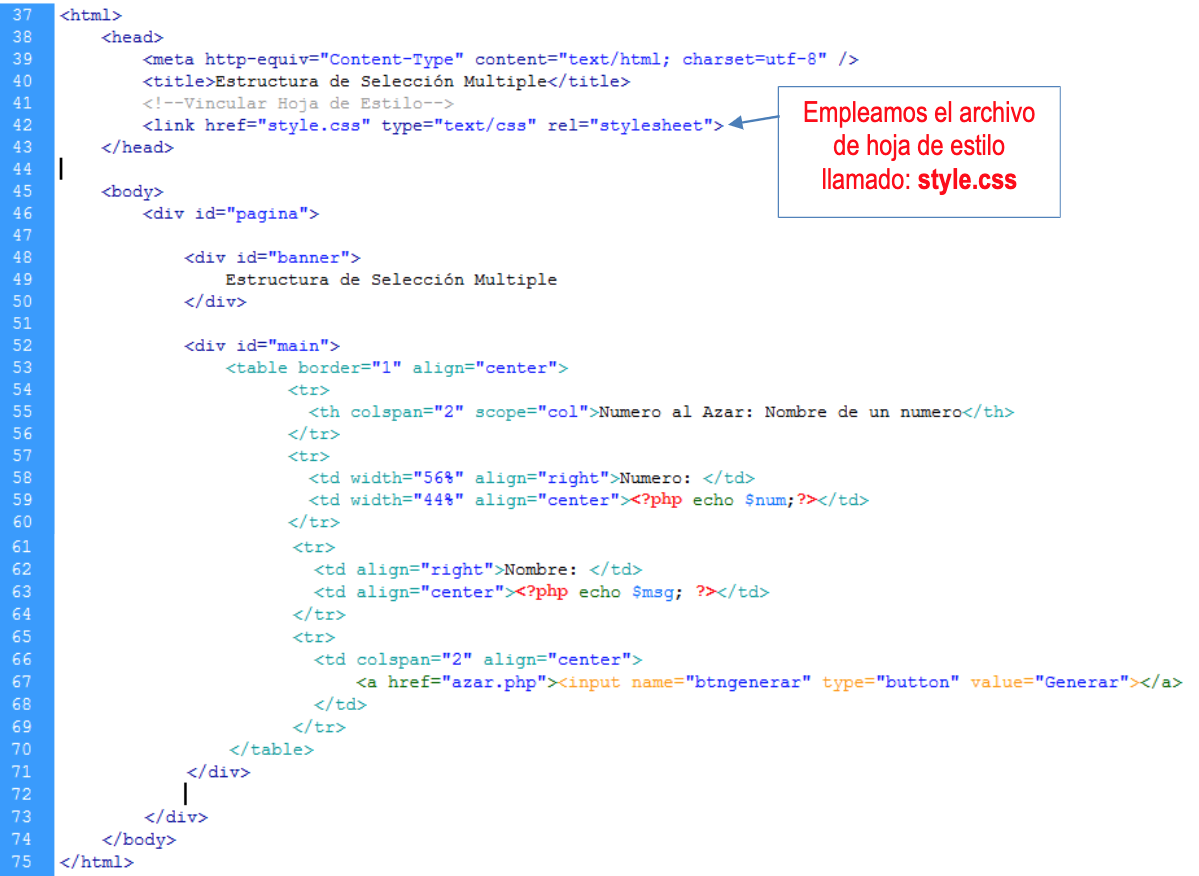 37 <html>
38 <head>
39 <meta http-equiv="Content-Type" content="text/html; charset=utf-8" />
40 <title>Estructura de Selección Multiple</title>
41 <!--Vincular Hoja de Estilo-->
42 <link href="style.css" type="text/css" rel="stylesheet">
Empleamos el archivo
de hoja de estilo
llamado: style.css
43 </head>
44
45 <body>
46 <div id="pagina">
47
48 <div id="banner">
49 Estructura de Selección Multiple
50 </div>
51
52 <div id="main">
53 <table border="1" align="center">
54 <tr>
55 <th colspan="2" scope="col">Numero al Azar: Nombre de un numero</th>
56 </tr>
57 <tr>
58 <td width="56%" align="right">Numero: </td>
59 <td width="44%" align="center"><?php echo $num;?></td>
60 </tr>
61 <tr>
62 <td align="right">Nombre: </td>
63 <td align="center"><?php echo $msg; ?></td>
64 </tr>
65 <tr>
66 <td colspan="2" align="center">
67 <a href="azar.php"><input name="btngenerar" type="button" value="Generar"></a>
68 </td>
69 </tr>
70 </table>
71 </div>
72
73 </div>
74 </body>
75 </html>